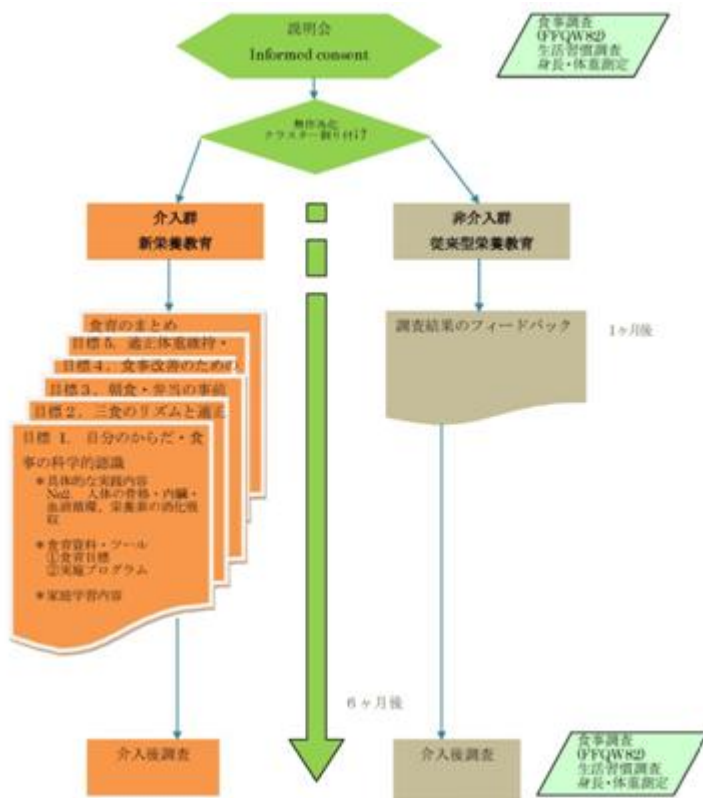 説明会
Informed consent
食事調査
(FFQW82)
生活習慣調査
身長・体重測定
無作為化
クラスター割り付け
介入群
新栄養教育
非介入群
従来型栄養教育
食育のまとめ
目標5、適正体重維持・
目標4、食事改善のための
目標3、朝食・弁当の事前
目標2、三食のリズムと適正
目標 1. 自分のからだ・食
事の科学的認識
*具体的な実践内容
No2. 人体の骨格・内臓・
血液循環、栄養素の消化吸
収
*食育資料・ツール
①食育目標
②実施プログラム
*家庭学習内容
調査結果のフィードバック
1ヶ月後
6ヶ月後
介入後調査
介入後調査
食事調査
(FFQW82)
生活習慣調査
身長・体重測定